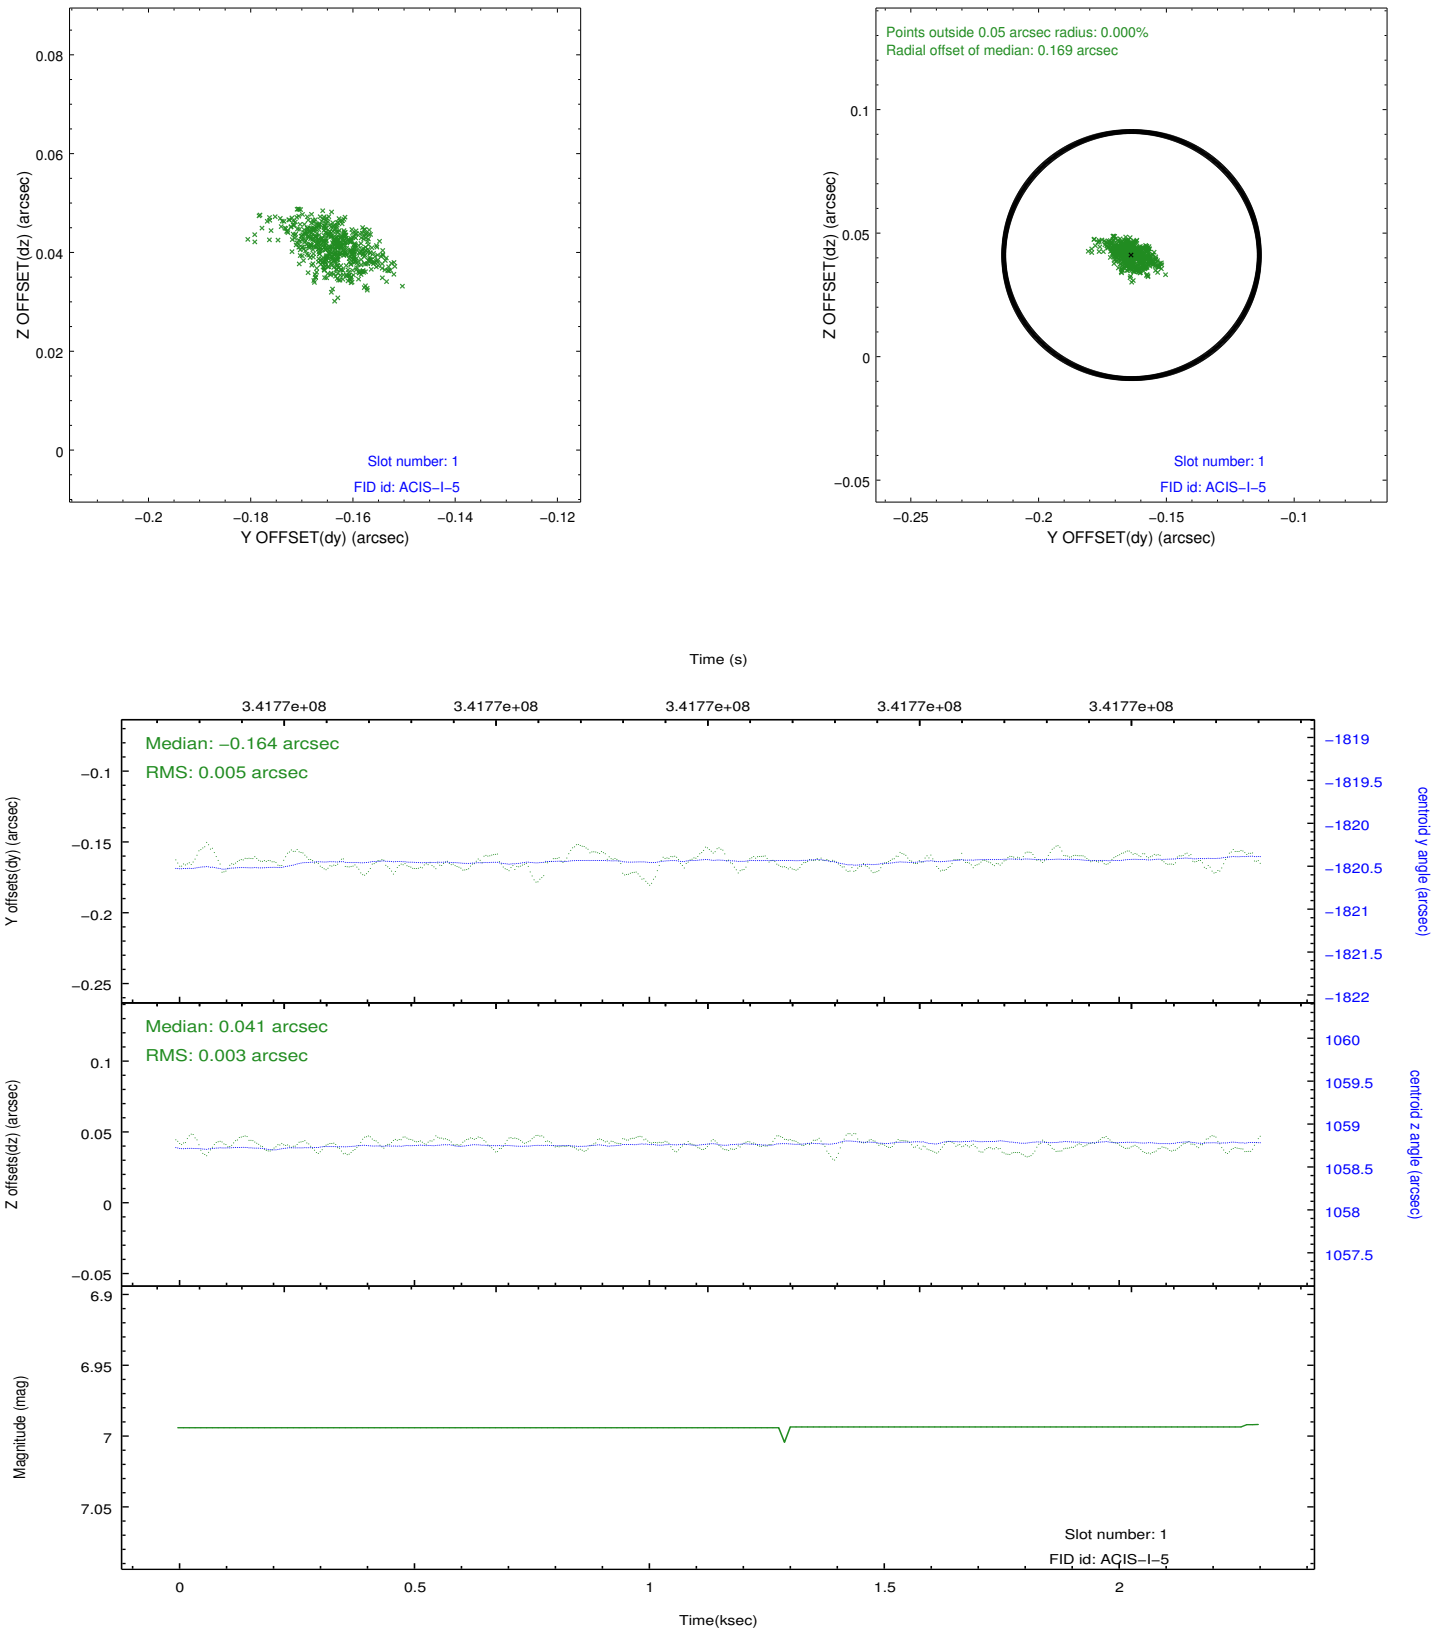 0.08
0.06
0.04
0.02
0
Z OFFSET(dz) (arcsec)
Slot number: 1
FID id: ACIS−I−5
−0.2 −0.18 −0.16 −0.14 −0.12
Y OFFSET(dy) (arcsec)
Points outside 0.05 arcsec radius: 0.000%
Radial offset of median: 0.169 arcsec
0.1
0.05
0
−0.05
Z OFFSET(dz) (arcsec)
Slot number: 1
FID id: ACIS−I−5
−0.25 −0.2 −0.15 −0.1
Y OFFSET(dy) (arcsec)
Time (s)
3.4177e+08 3.4177e+08 3.4177e+08 3.4177e+08 3.4177e+08
Median: −0.164 arcsec
RMS: 0.005 arcsec
−0.1
−0.15
−0.2
−0.25
Y offsets(dy) (arcsec)
−1819
−1819.5
−1820
−1820.5
−1821
−1821.5
−1822
centroid y angle (arcsec)
Median: 0.041 arcsec
RMS: 0.003 arcsec
0.1
0.05
0
−0.05
Z offsets(dz) (arcsec)
1060
1059.5
1059
1058.5
1058
1057.5
centroid z angle (arcsec)
6.9
6.95
7
7.05
Magnitude (mag)
Slot number: 1
FID id: ACIS−I−5
0 0.5 1 1.5 2
Time(ksec)